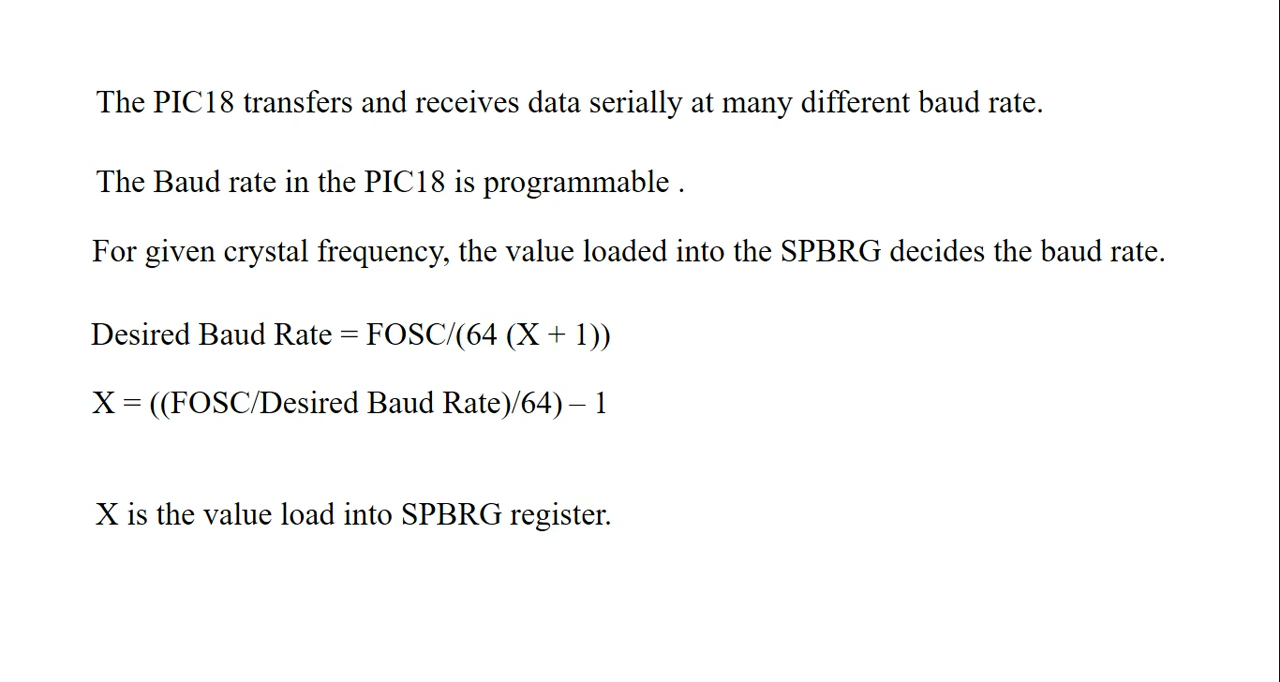 The PIC18 transfers and receives data serially at many different baud rate.
The Baud rate in the PIC18 is programmable .
For given crystal frequency, the value loaded into the SPBRG decides the baud rate.
Desired Baud Rate = FOSC/(64 (X + 1))
X = ((FOSC/Desired Baud Rate)/64) – 1
X is the value load into SPBRG register.